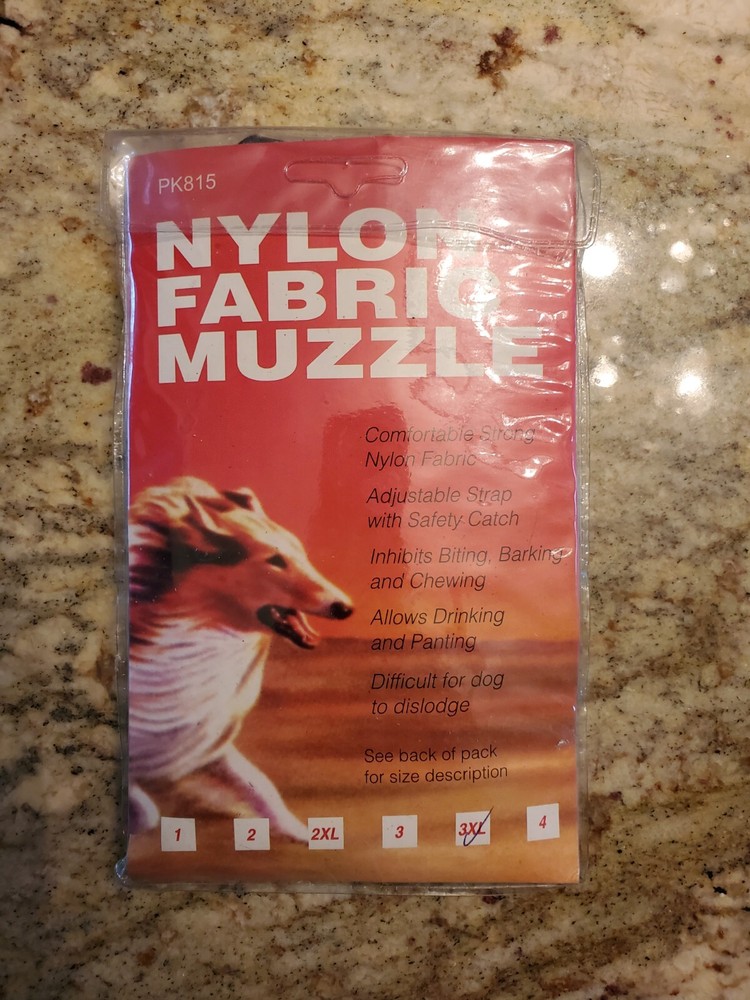 PK815
NYLON
FABRIC
MUZZLE
Comfortable Strong
Nylon Fabric
Adjustable Strap
with Safety Catch
Inhibits Biting, Barking
and Chewing
Allows Drinking
and Panting
Difficult for dog
to dislodge
See back of pack
for size description
1 2 2XL 3 3XL 4